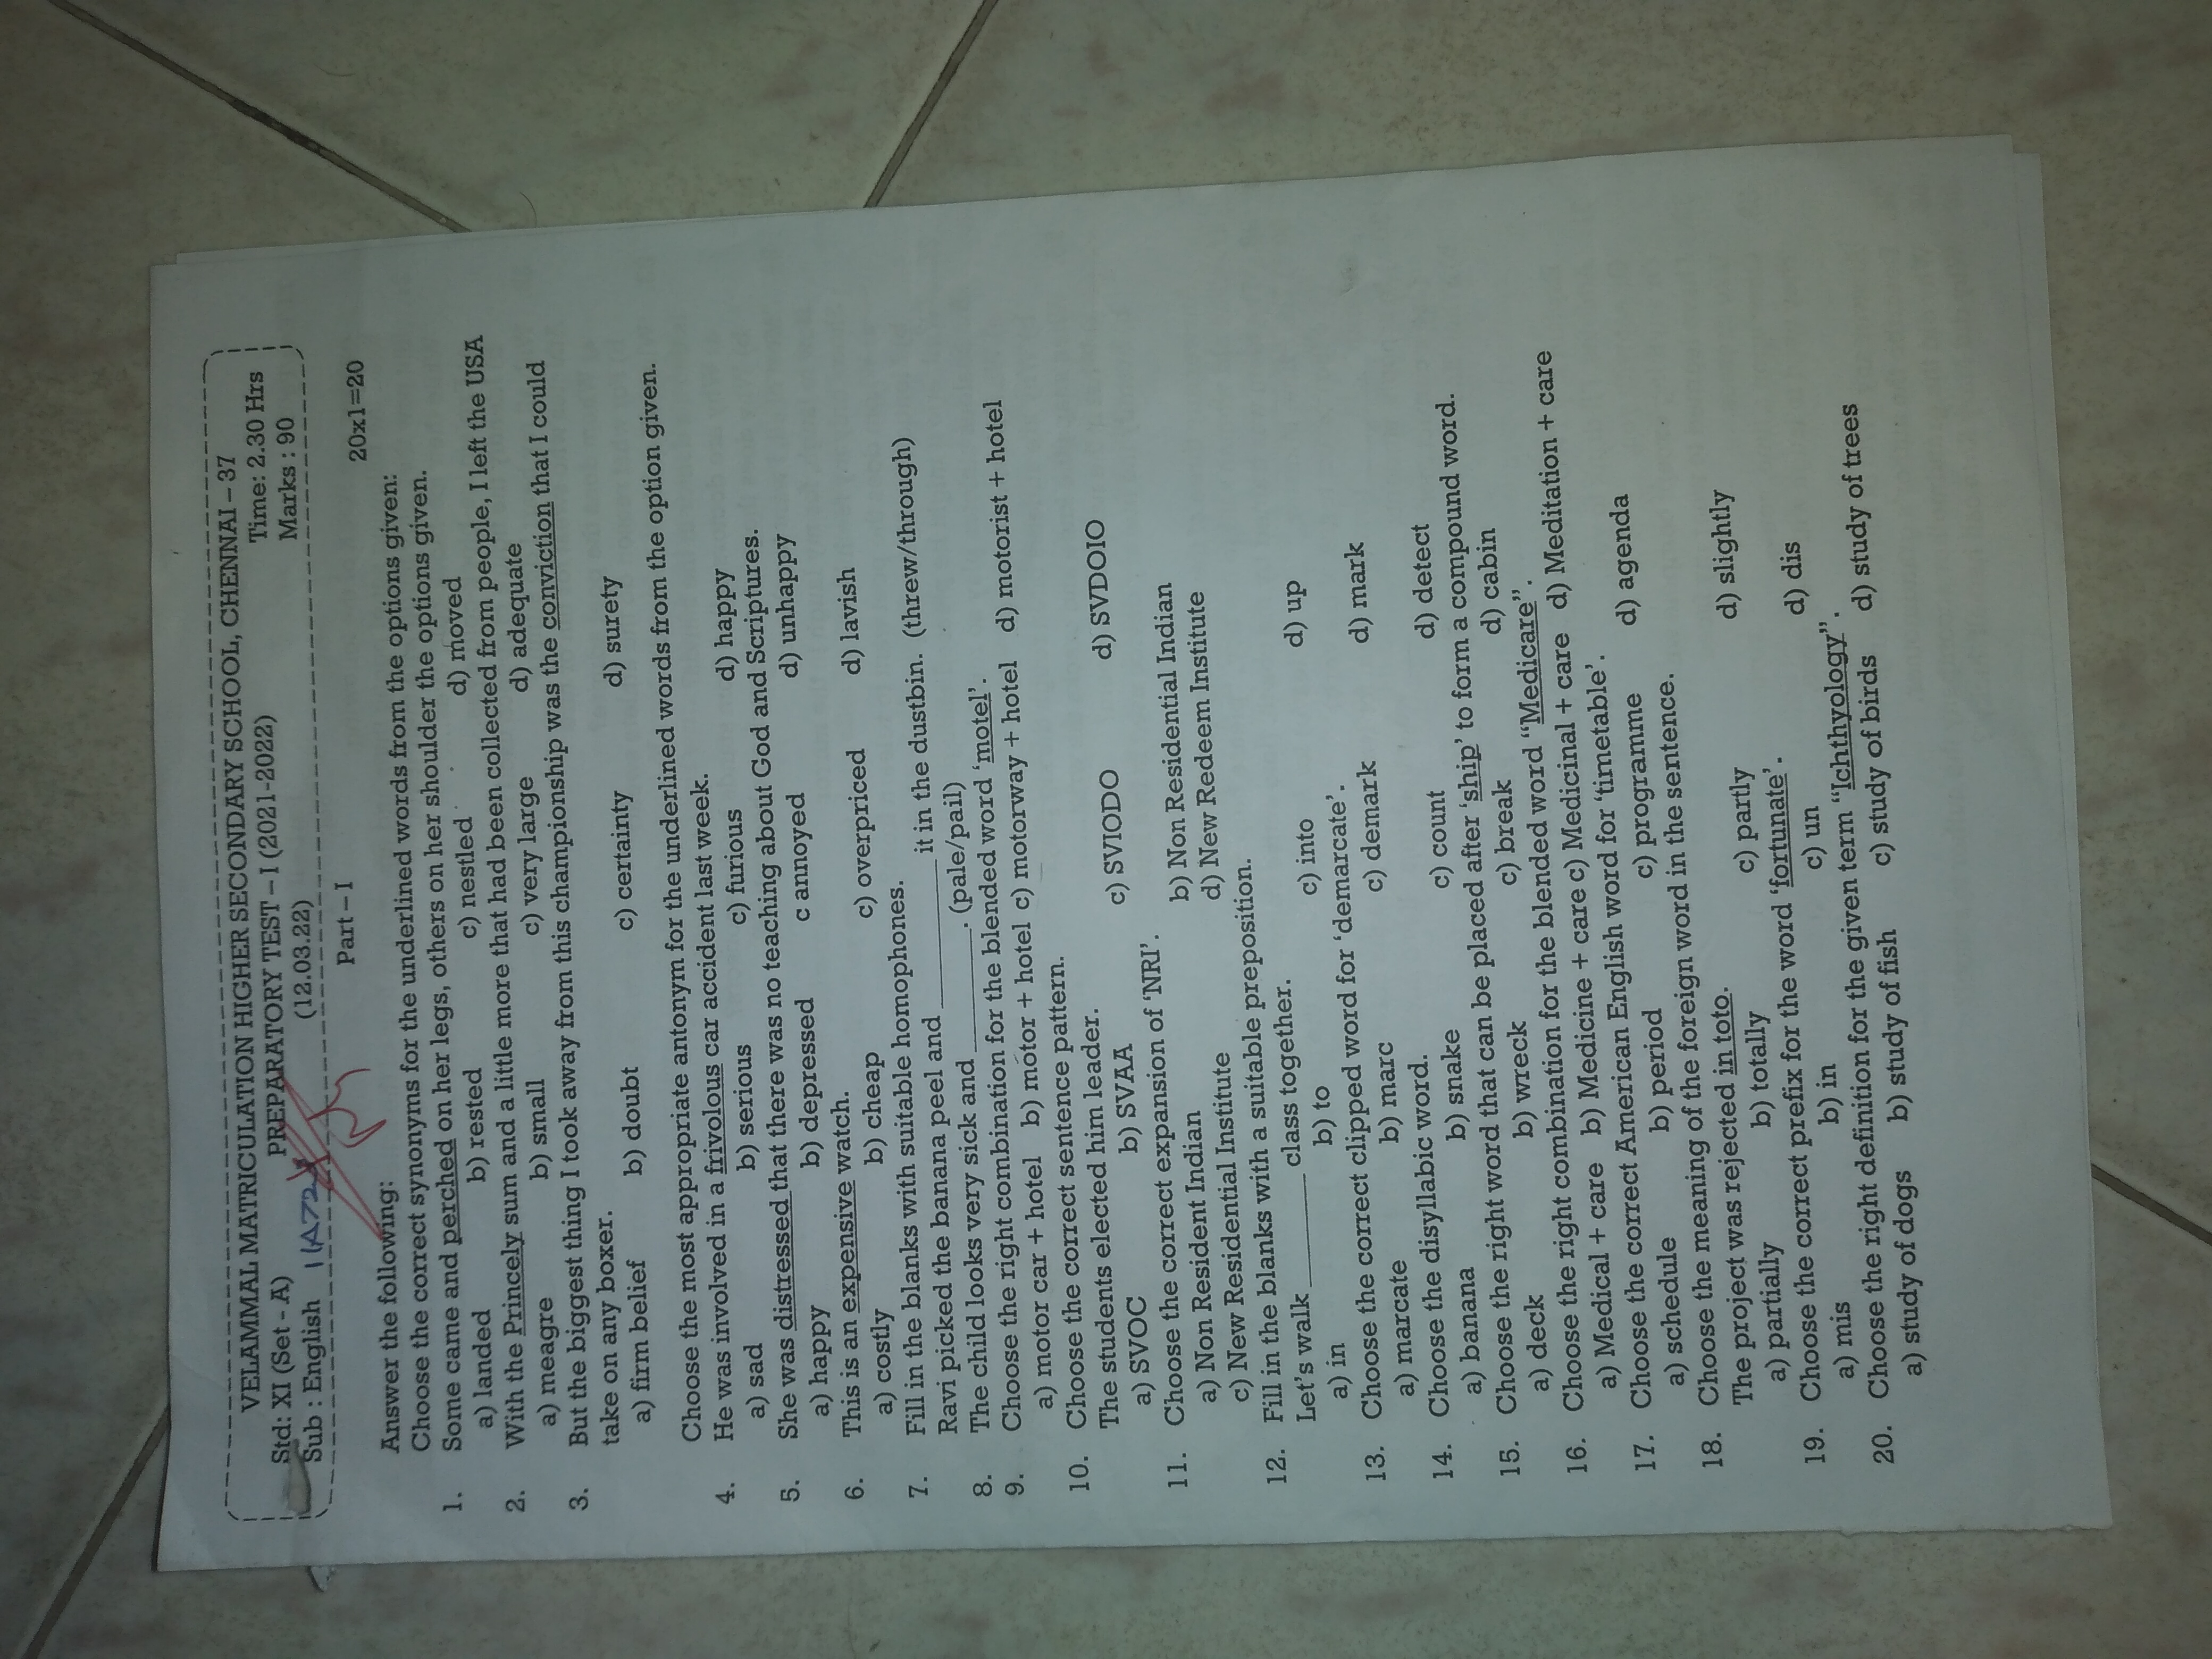 VELAMMAL MATRICULATION HIGHER SECONDARY SCHOOL, CHENNAI – 37
Std: XI (Set - A) PREPARATORY TEST – I (2021-2022) Time: 2.30 Hrs
Sub : English 11A72 (12.03.22) Marks : 90
Part – I
20x1=20
Answer the following:
Choose the correct synonyms for the underlined words from the options given:
1. Some came and perched on her legs, others on her shoulder the options given.
a) landed b) rested c) nestled d) moved
2. With the Princely sum and a little more that had been collected from people, I left the USA
a) meagre b) small c) very large d) adequate
3. But the biggest thing I took away from this championship was the conviction that I could
take on any boxer.
a) firm belief b) doubt c) certainty d) surety
Choose the most appropriate antonym for the underlined words from the option given.
4. He was involved in a frivolous car accident last week.
a) sad b) serious c) furious d) happy
5. She was distressed that there was no teaching about God and Scriptures.
a) happy b) depressed c annoyed d) unhappy
6. This is an expensive watch.
a) costly b) cheap c) overpriced d) lavish
7. Fill in the blanks with suitable homophones.
Ravi picked the banana peel and __________ it in the dustbin. (threw/through)
8. The child looks very sick and ________. (pale/pail)
9. Choose the right combination for the blended word ‘motel’.
a) motor car + hotel b) motor + hotel c) motorway + hotel d) motorist + hotel
10. Choose the correct sentence pattern.
The students elected him leader.
a) SVOC b) SVAA c) SVIODO d) SVDOIO
11. Choose the correct expansion of ‘NRI’.
a) Non Resident Indian b) Non Residential Indian
c) New Residential Institute d) New Redeem Institute
12. Fill in the blanks with a suitable preposition.
Let’s walk ________ class together.
a) in b) to c) into d) up
13. Choose the correct clipped word for ‘demarcate’.
a) marcate b) marc c) demark d) mark
14. Choose the disyllabic word.
a) banana b) snake c) count d) detect
15. Choose the right word that can be placed after ‘ship’ to form a compound word.
a) deck b) wreck c) break d) cabin
16. Choose the right combination for the blended word “Medicare”.
a) Medical + care b) Medicine + care c) Medicinal + care d) Meditation + care
17. Choose the correct American English word for ‘timetable’.
a) schedule b) period c) programme d) agenda
18. Choose the meaning of the foreign word in the sentence.
The project was rejected in toto.
a) partially b) totally c) partly d) slightly
19. Choose the correct prefix for the word ‘fortunate’.
a) mis b) in c) un d) dis
20. Choose the right definition for the given term “Ichthyology”.
a) study of dogs b) study of fish c) study of birds d) study of trees